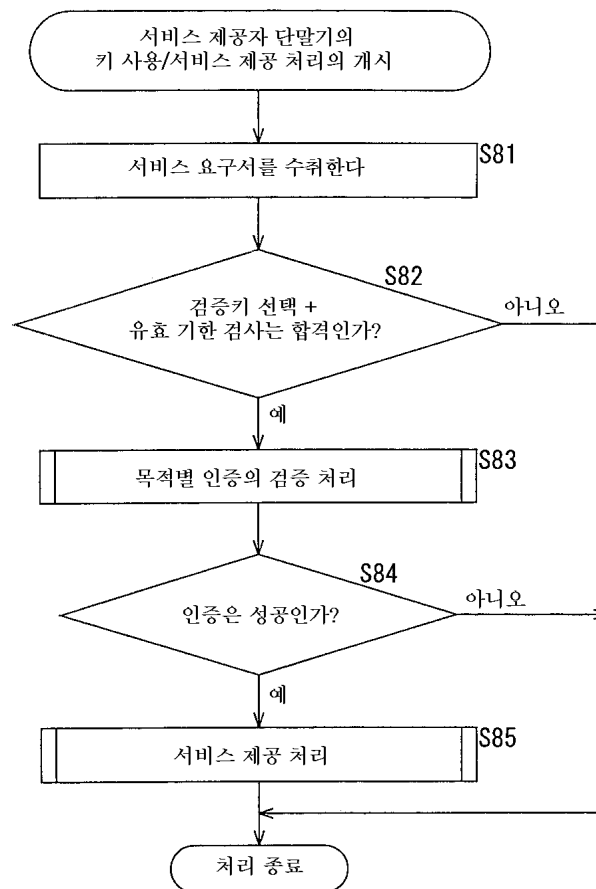 서비스 제공자 단말기의
키 사용/서비스 제공 처리의 개시
S81
서비스 요구서를 수취한다
S82
검증키 선택 +
유효 기한 검사는 합격인가?
아니오
예
S83
목적별 인증의 검증 처리
S84
인증은 성공인가?
아니오
예
S85
서비스 제공 처리
처리 종료